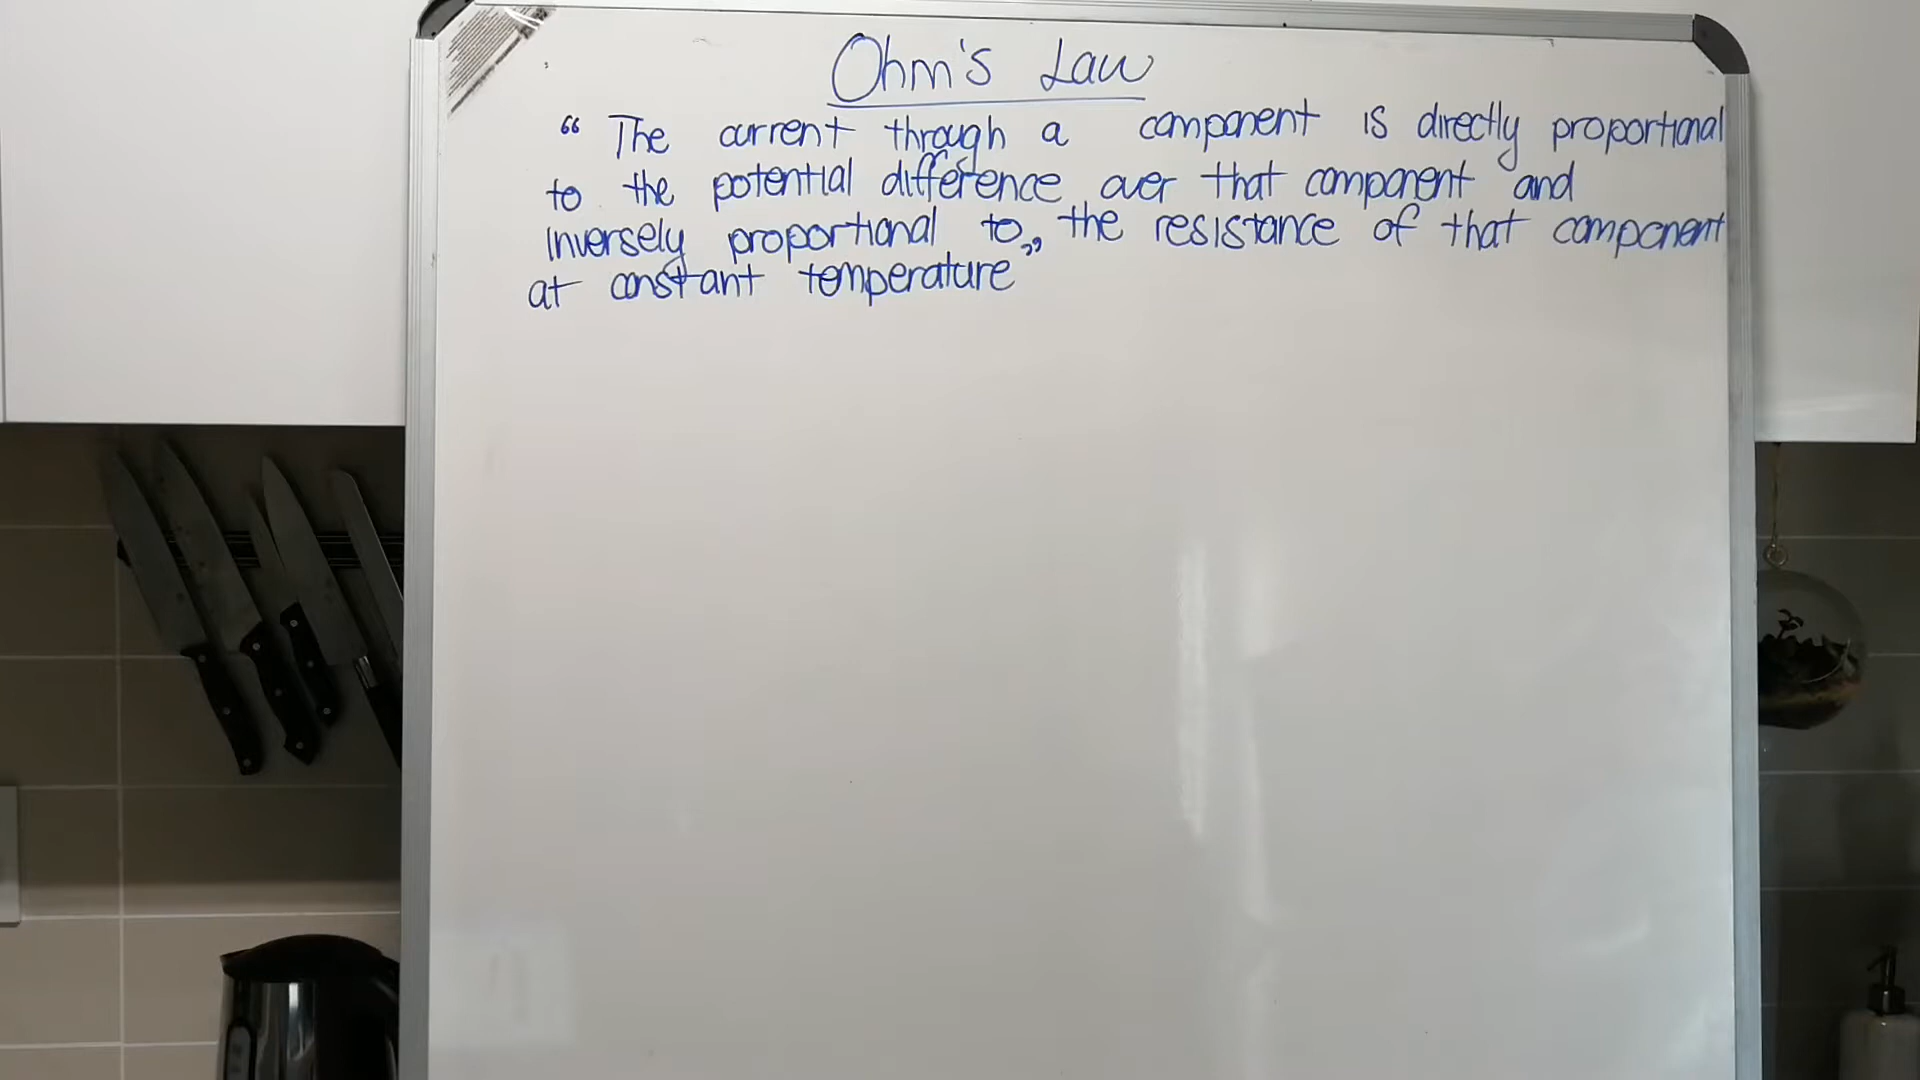 Ohm's Law
“ The current through a component is directly proportional
to the potential difference over that component and
inversely proportional to,, the resistance of that component
at constant temperature”